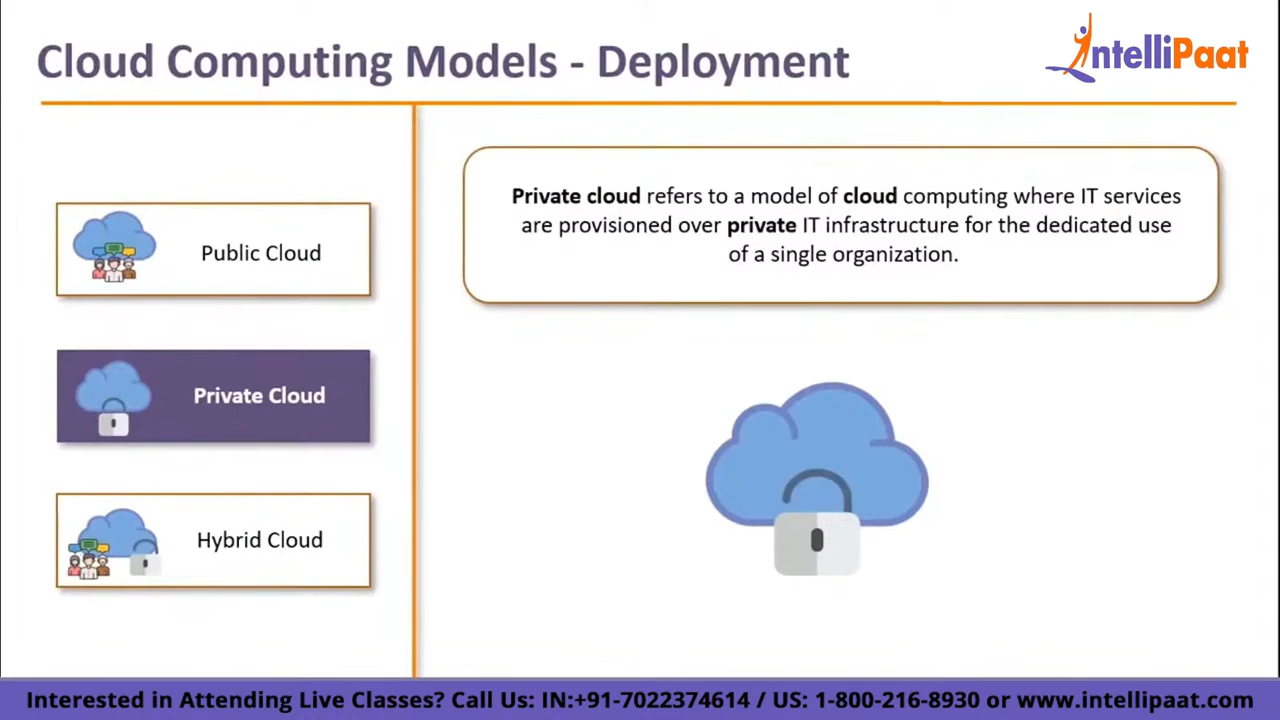 Cloud Computing Models - Deployment
IntelliPaat
Public Cloud
Private Cloud
Hybrid Cloud
Private cloud refers to a model of cloud computing where IT services
are provisioned over private IT infrastructure for the dedicated use
of a single organization.
Interested in Attending Live Classes? Call Us: IN:+91-7022374614 / US: 1-800-216-8930 or www.intellipaat.com